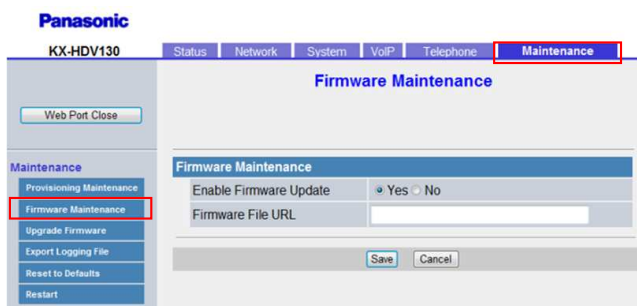 Panasonic
KX-HDV130
Status Network System VoIP Telephone Maintenance
Firmware Maintenance
Web Port Close
Maintenance
Provisioning Maintenance
Firmware Maintenance
Upgrade Firmware
Export Logging File
Reset to Defaults
Restart
Firmware Maintenance
Enable Firmware Update Yes No
Firmware File URL
Save Cancel